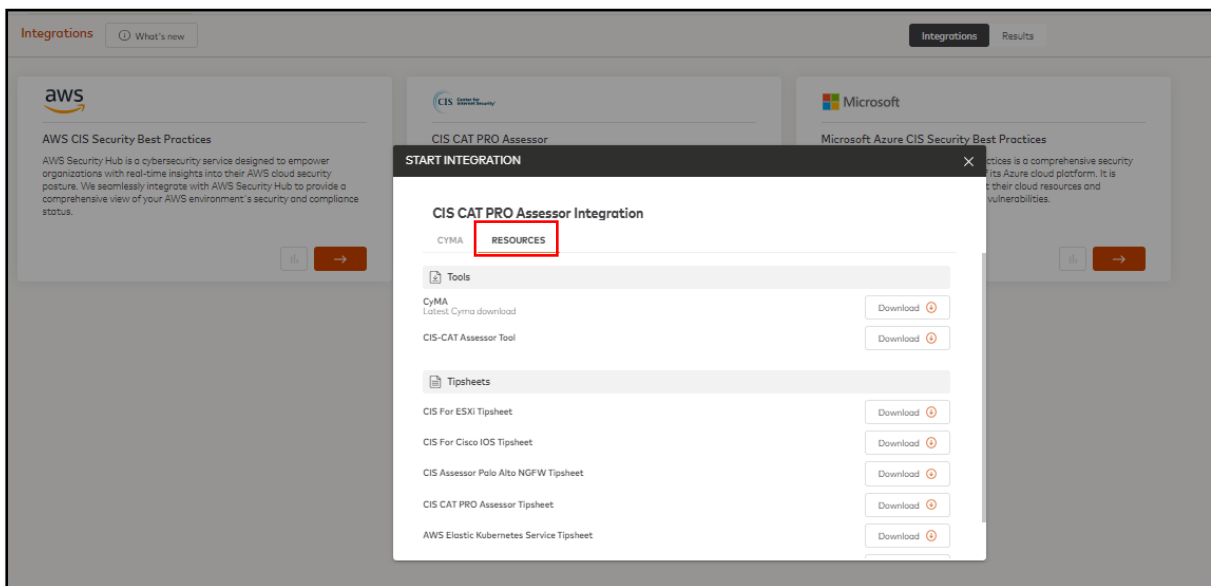 Integrations
What's new
Integrations
Results
aws
AWS CIS Security Best Practices
AWS Security Hub is a cybersecurity service designed to empower
organizations with real-time insights into their AWS cloud security
posture. We seamlessly integrate with AWS Security Hub to provide a
comprehensive view of your AWS environment's security and compliance
status.
CIS Center for
Internet Security
CIS CAT PRO Assessor
Microsoft
Microsoft Azure CIS Security Best Practices
ctices is a comprehensive security
its Azure cloud platform. It is
t their cloud resources and
vulnerabilities.
START INTEGRATION
CIS CAT PRO Assessor Integration
CYMA
RESOURCES
Tools
CyMA
Latest Cyma download
Download
CIS-CAT Assessor Tool
Download
Tipsheets
CIS For ESXi Tipsheet
Download
CIS For Cisco IOS Tipsheet
Download
CIS Assessor Palo Alto NGFW Tipsheet
Download
CIS CAT PRO Assessor Tipsheet
Download
AWS Elastic Kubernetes Service Tipsheet
Download